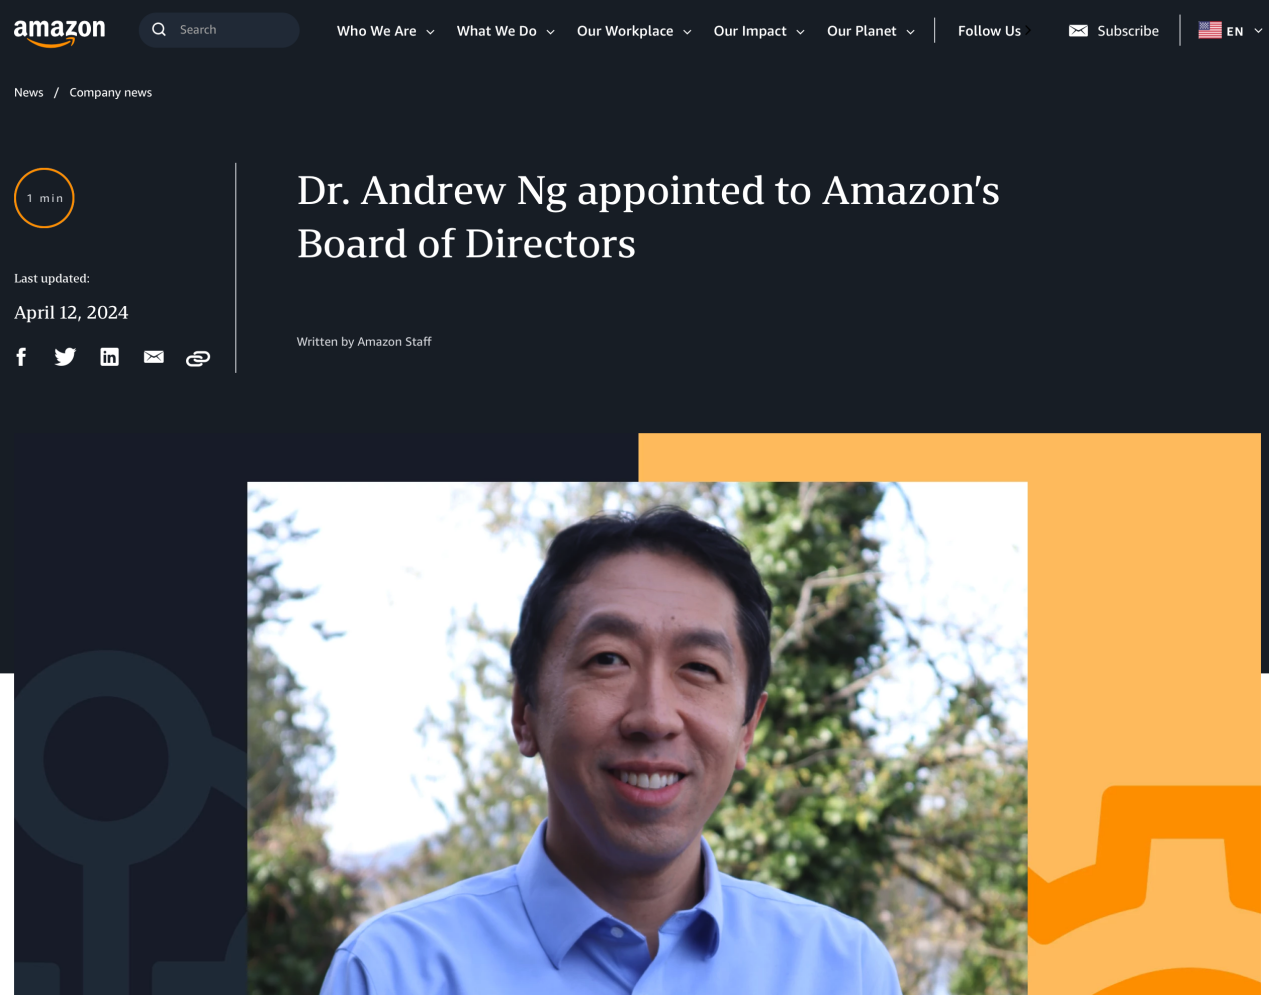 amazon
Search
Who We Are
What We Do
Our Workplace
Our Impact
Our Planet
Follow Us
Subscribe
EN
News / Company news
1 min
Dr. Andrew Ng appointed to Amazon’s
Board of Directors
Last updated:
April 12, 2024
Written by Amazon Staff